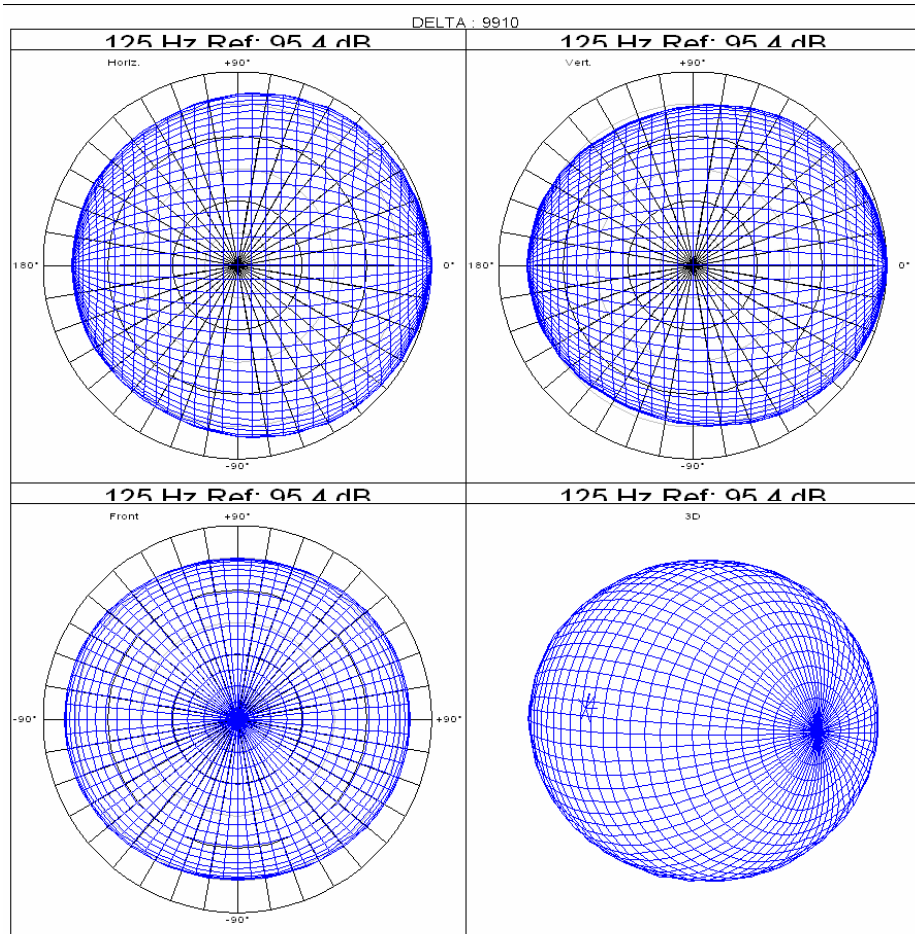 DELTA : 9910
125 Hz Ref: 95.4 dB
125 Hz Ref: 95.4 dB
Horiz.
+90°
180°
0°
-90°
Vert.
+90°
180°
0°
-90°
125 Hz Ref: 95.4 dB
125 Hz Ref: 95.4 dB
Front
+90°
-90°
+90°
-90°
3D